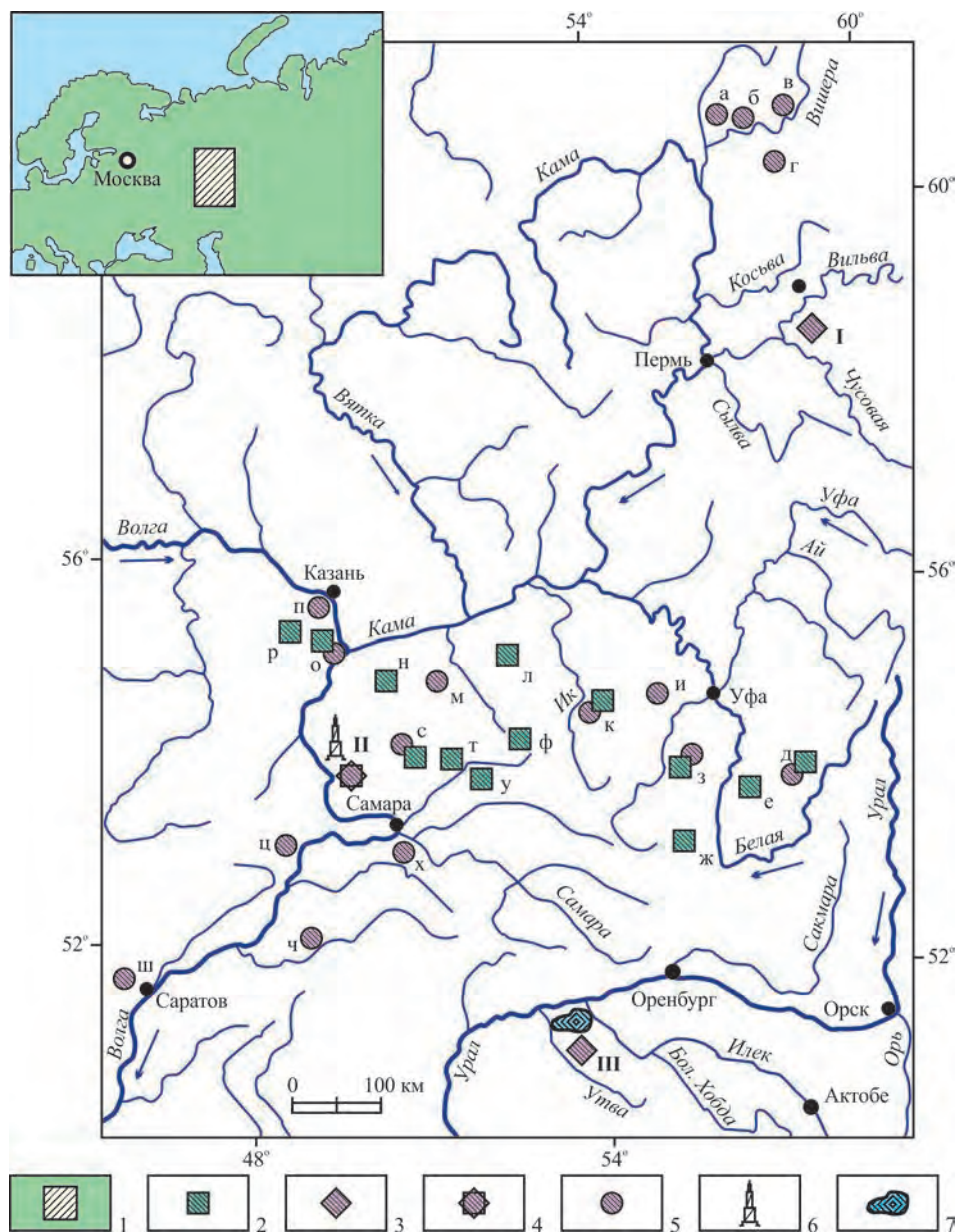 54° 60°
Москва
а б в
Вишера
г
Кама
60°
Косьва Вильва
I
Пермь
Чусовая
Сылва
Вятка
Уфа
Волга
Ай
56° 56°
Казань
п
Кама
р о
н м л
Ик к и Уфа
II с т ф
з д
у е
Урал
Самара
Белая
ж
ц х
Самара
Сакмара
ч
52° 52°
ш
Саратов
Оренбург Орск
Волга
Урал
III
Илек
Орь
0 100 км
Бол. Хобда
Утва
Актобе
48° 54°
1 2 3 4 5 6 7